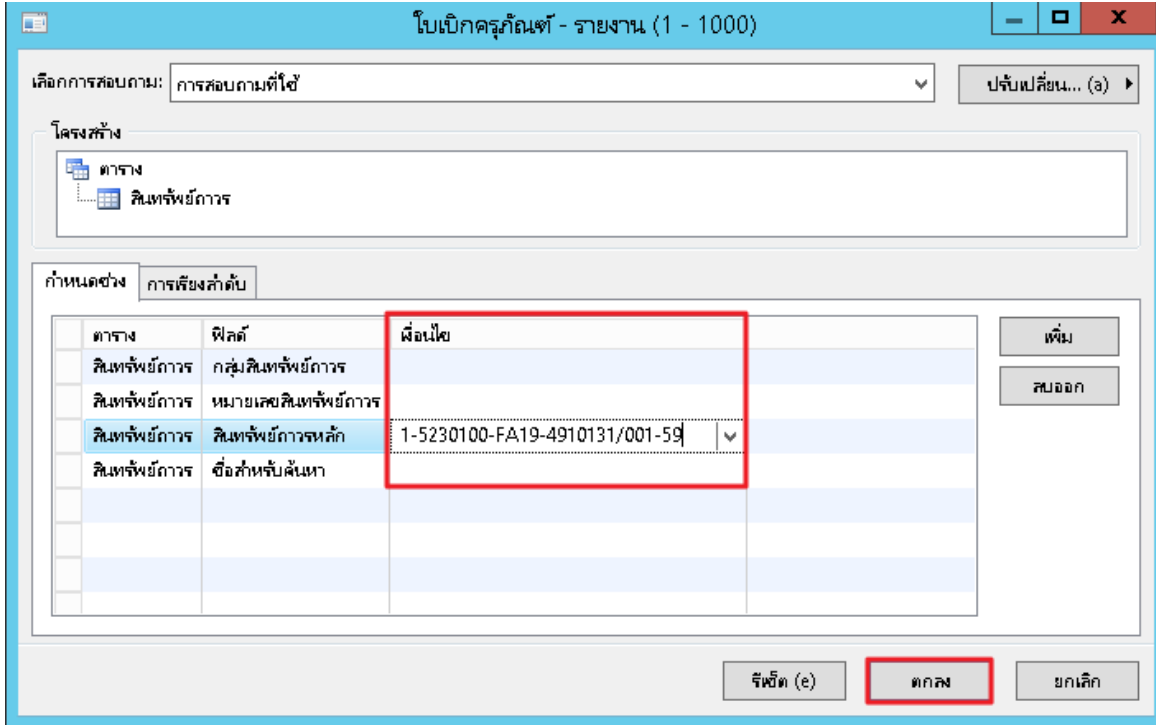 ใบเบิกครุภัณฑ์ - รายงาน (1 - 1000)
เลือกการสอบถาม: การสอบถามที่ใช้ ปรับเปลี่ยน... (a)
โครงสร้าง
ตาราง
สินทรัพย์ถาวร
กำหนดช่วง การเรียงลำดับ
ตาราง ฟิลด์ เงื่อนไข เพิ่ม
สินทรัพย์ถาวร กลุ่มสินทรัพย์ถาวร
สินทรัพย์ถาวร หมายเลขสินทรัพย์ถาวร ลบออก
สินทรัพย์ถาวร สินทรัพย์ถาวรหลัก 1-5230100-FA19-4910131/001-59
สินทรัพย์ถาวร ชื่อสำหรับค้นหา
รีเซ็ต (e) ตกลง ยกเลิก